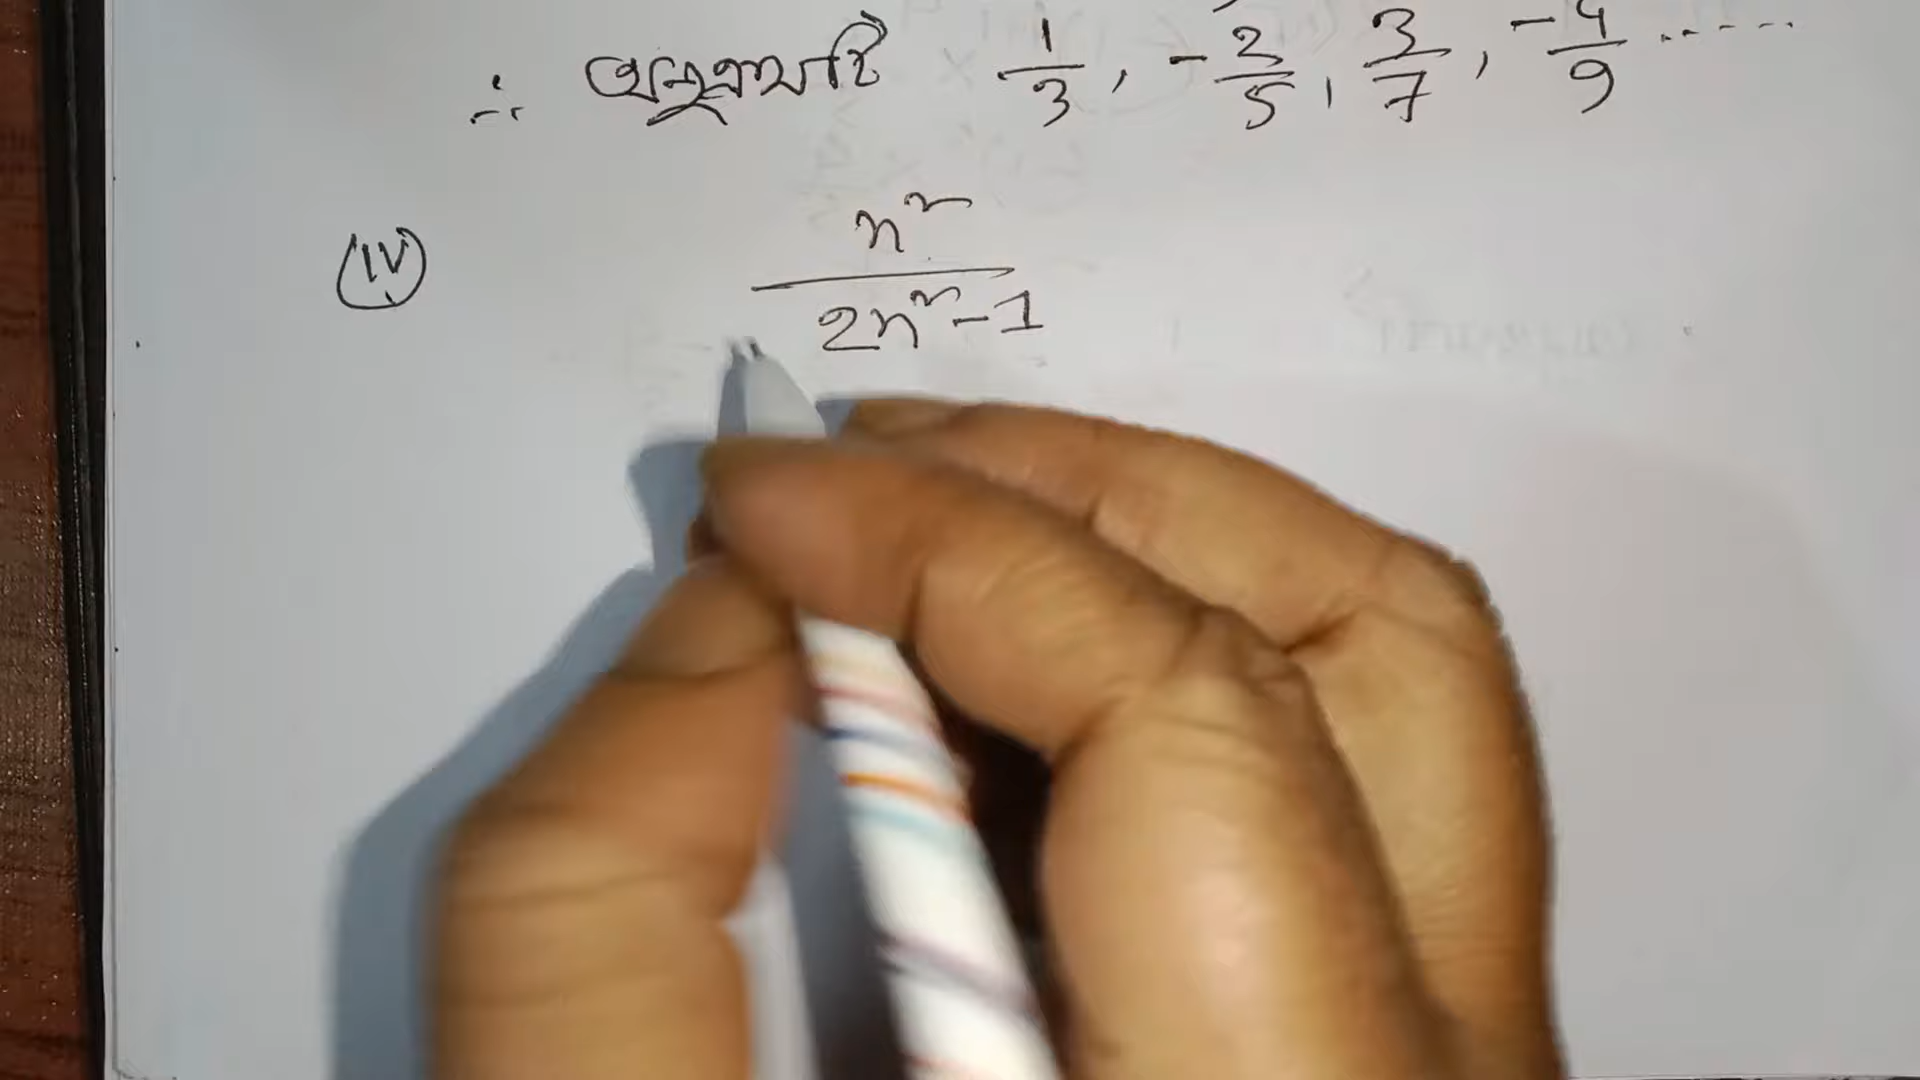 ∴ অনুক্রমটি 1/3, -2/5, 3/7, -4/9 .....
(iv) n²/(2n²-1)